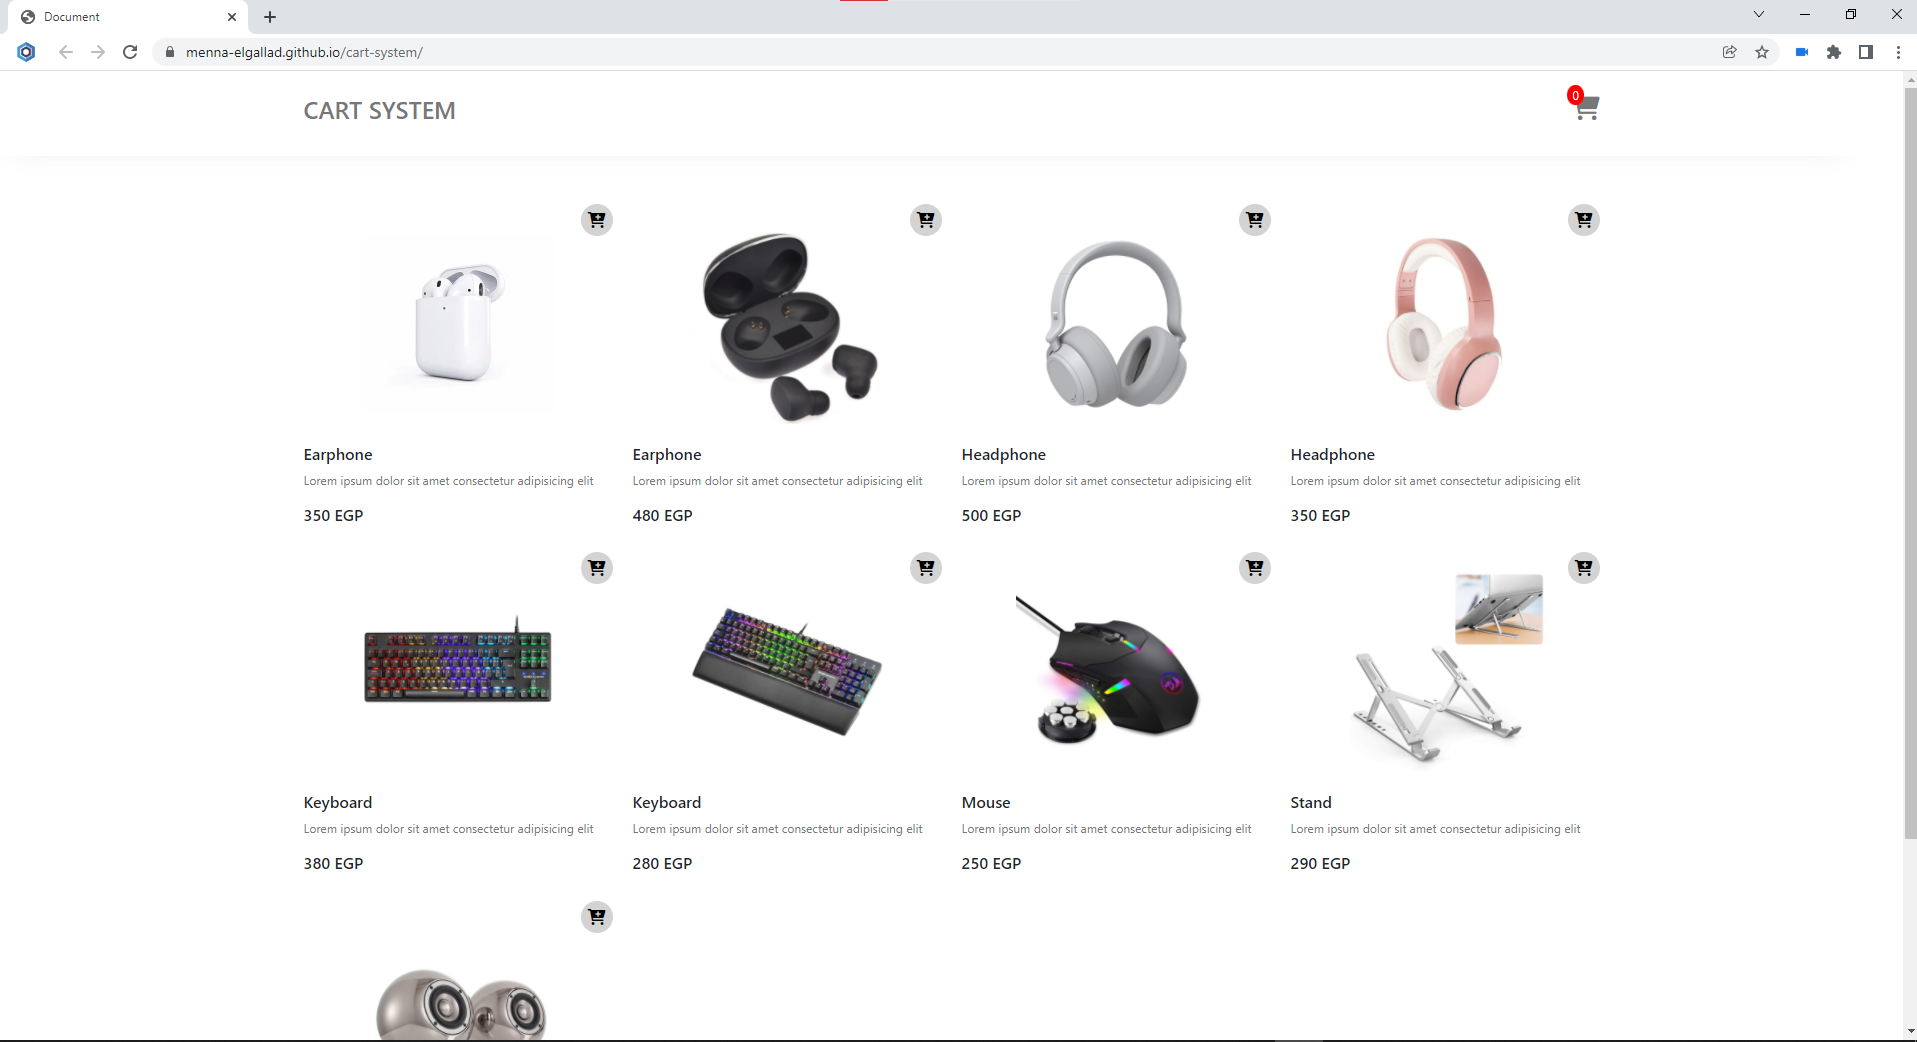 Document
menna-elgallad.github.io/cart-system/
CART SYSTEM
0
Earphone
Lorem ipsum dolor sit amet consectetur adipisicing elit
350 EGP
Earphone
Lorem ipsum dolor sit amet consectetur adipisicing elit
480 EGP
Headphone
Lorem ipsum dolor sit amet consectetur adipisicing elit
500 EGP
Headphone
Lorem ipsum dolor sit amet consectetur adipisicing elit
350 EGP
Keyboard
Lorem ipsum dolor sit amet consectetur adipisicing elit
380 EGP
Keyboard
Lorem ipsum dolor sit amet consectetur adipisicing elit
280 EGP
Mouse
Lorem ipsum dolor sit amet consectetur adipisicing elit
250 EGP
Stand
Lorem ipsum dolor sit amet consectetur adipisicing elit
290 EGP